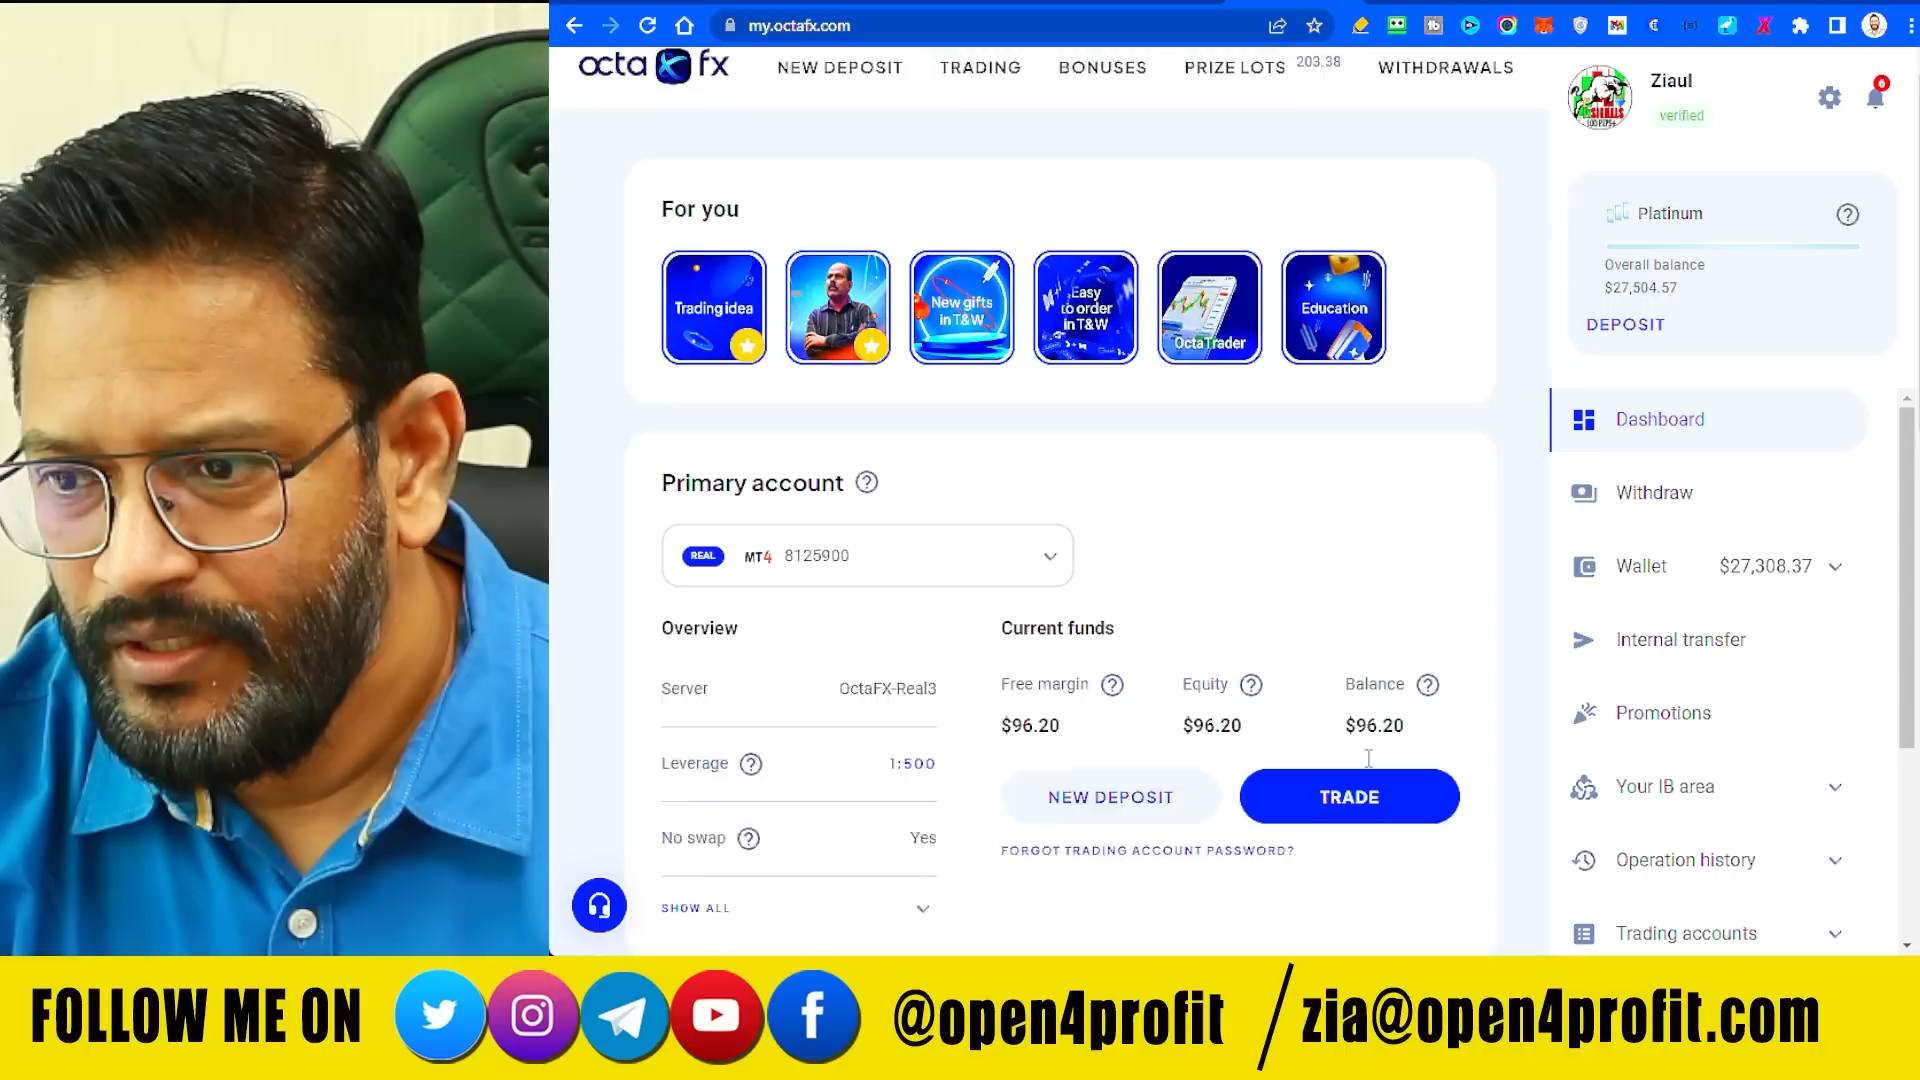 my.octafx.com
octa fx
NEW DEPOSIT
TRADING
BONUSES
PRIZE LOTS 203.38
WITHDRAWALS
Ziaul
verified
6
For you
Trading idea
New gifts
in T&W
Easy
to order
in T&W
OctaTrader
Education
Platinum
Overall balance
$27,504.57
DEPOSIT
Primary account
REAL MT4 8125900
Overview
Server OctaFX-Real3
Leverage 1:500
No swap Yes
SHOW ALL
Current funds
Free margin
$96.20
Equity
$96.20
Balance
$96.20
NEW DEPOSIT
TRADE
FORGOT TRADING ACCOUNT PASSWORD?
Dashboard
Withdraw
Wallet $27,308.37
Internal transfer
Promotions
Your IB area
Operation history
Trading accounts
FOLLOW ME ON
@open4profit / zia@open4profit.com